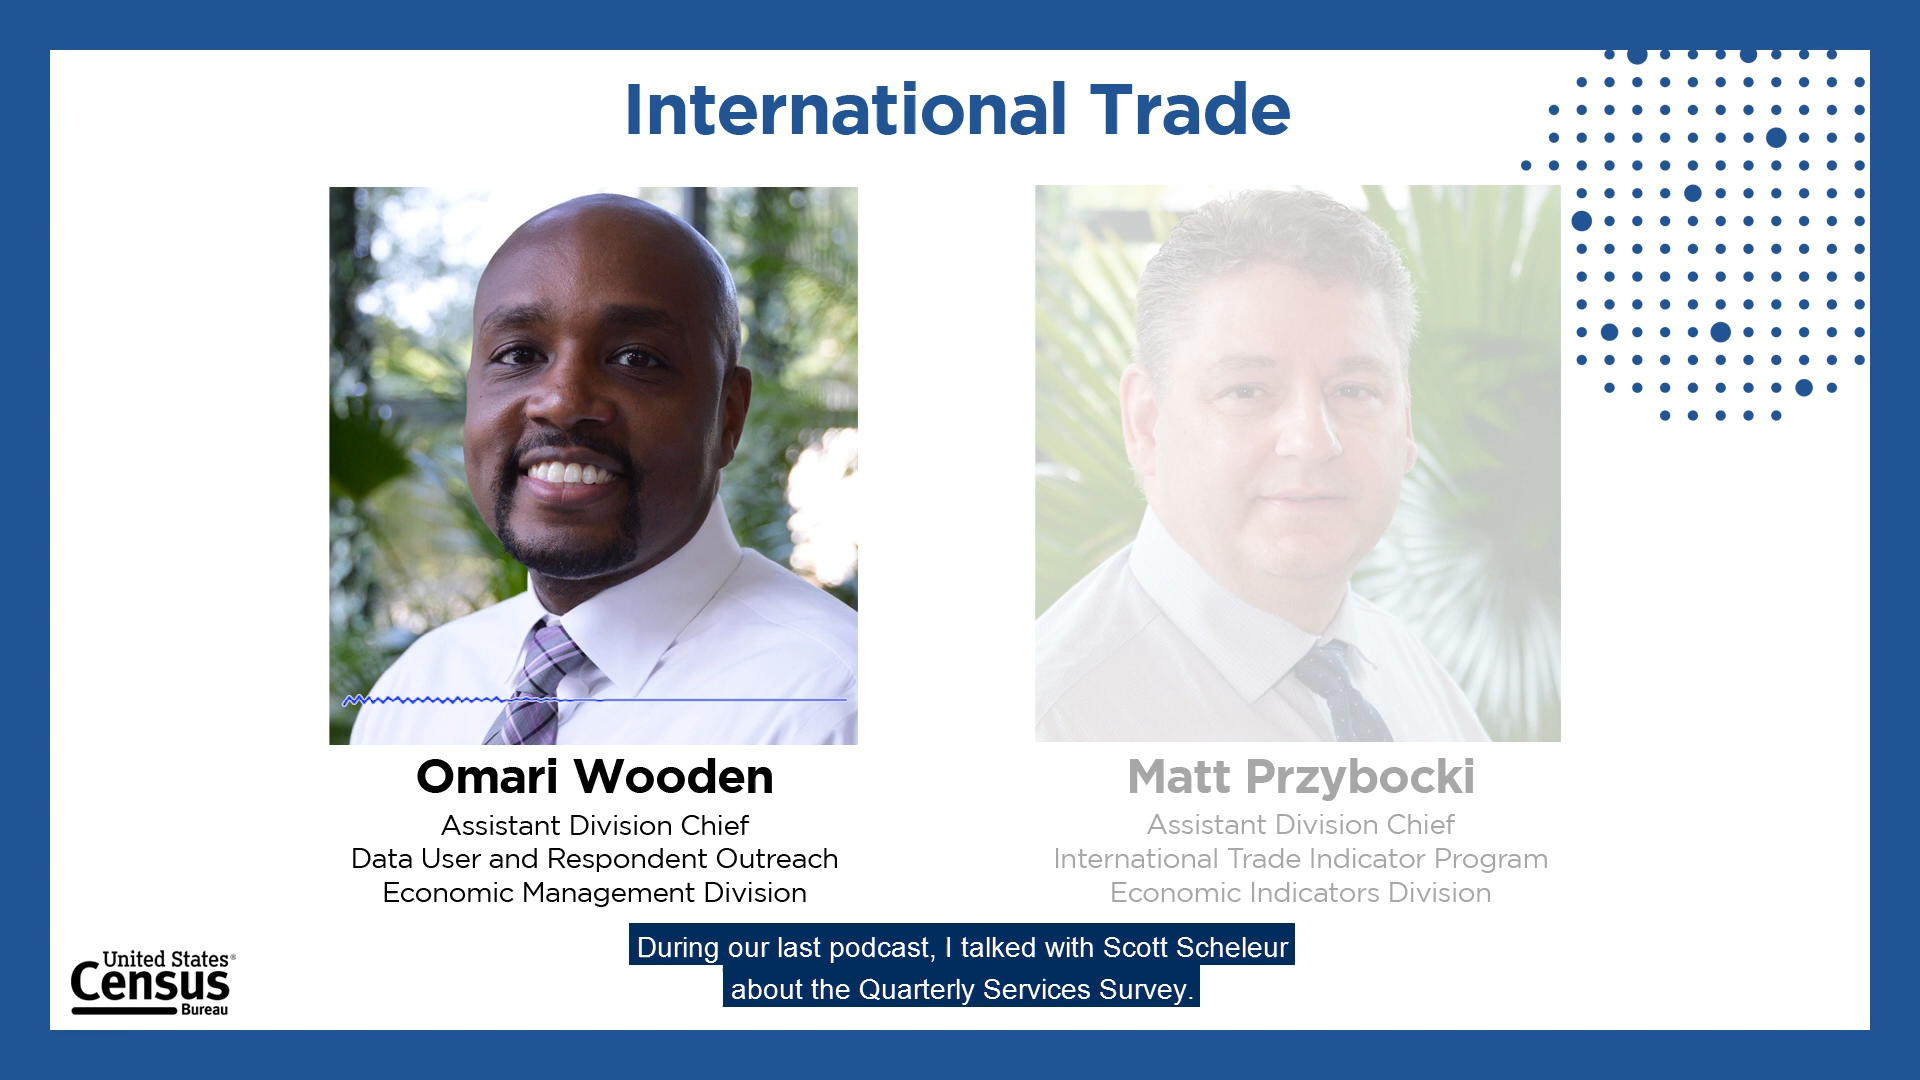 International Trade
Omari Wooden
Assistant Division Chief
Data User and Respondent Outreach
Economic Management Division
Matt Przybocki
Assistant Division Chief
International Trade Indicator Program
Economic Indicators Division
During our last podcast, I talked with Scott Scheleur
about the Quarterly Services Survey.
United States®
Census
Bureau